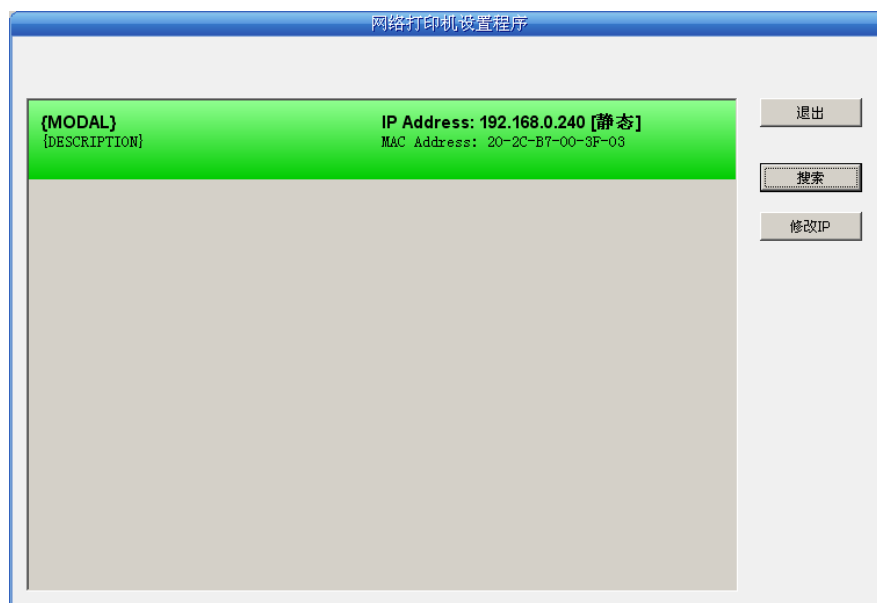 网络打印机设置程序
{MODAL}
IP Address: 192.168.0.240 [静态]
{DESCRIPTION}
MAC Address: 20-2C-B7-00-3F-03
退出
搜索
修改IP